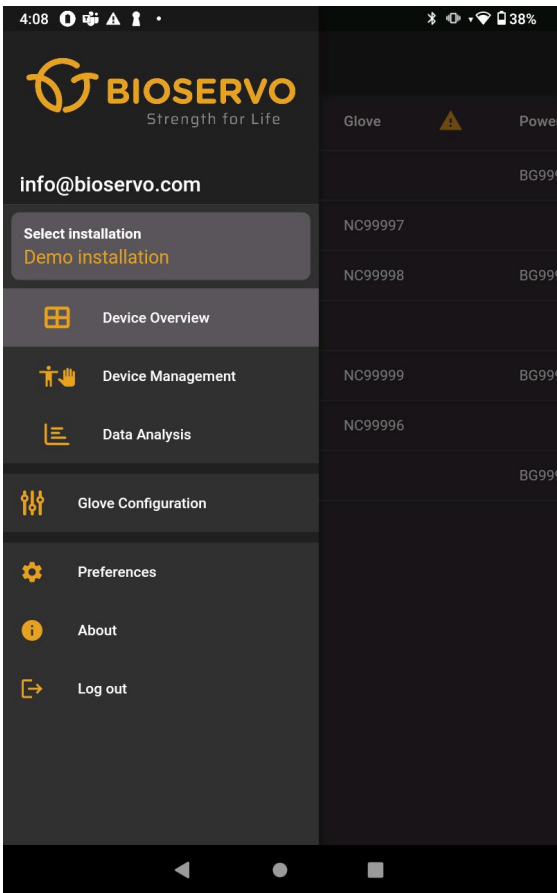 4:08
38%
BIOSERVO
Strength for Life
info@bioservo.com
Select installation
Demo installation
Device Overview
Device Management
Data Analysis
Glove Configuration
Preferences
About
Log out
Glove
NC99997
NC99998
NC99999
NC99996